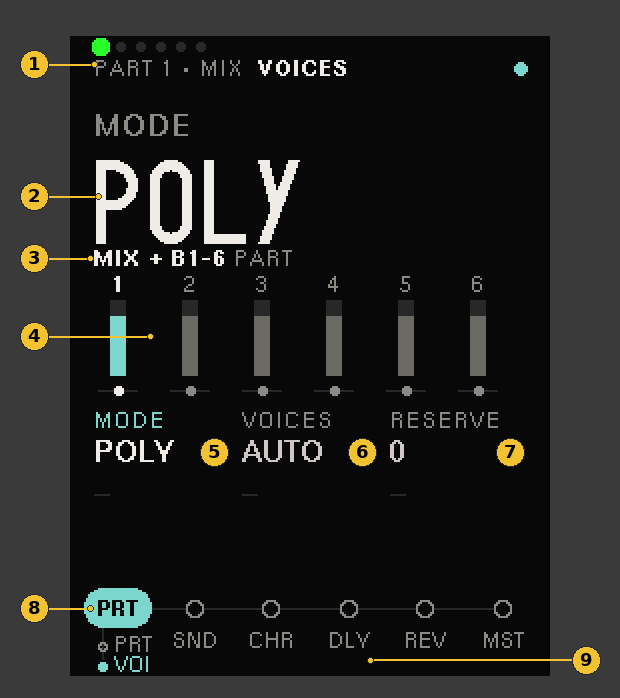 1 PART 1 · MIX VOICES
MODE
2 POLY
3 MIX + B1-6 PART
1 2 3 4 5 6
4
MODE VOICES RESERVE
POLY 5 AUTO 6 0 7
8 PRT
PRT SND CHR DLY REV MST
VOI 9